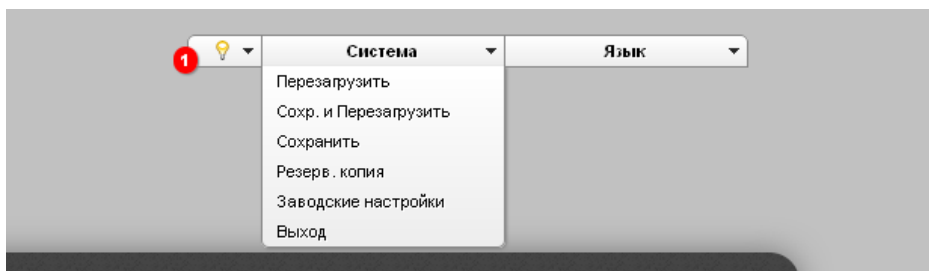 1
Система Язык
Перезагрузить
Сохр. и Перезагрузить
Сохранить
Резерв. копия
Заводские настройки
Выход